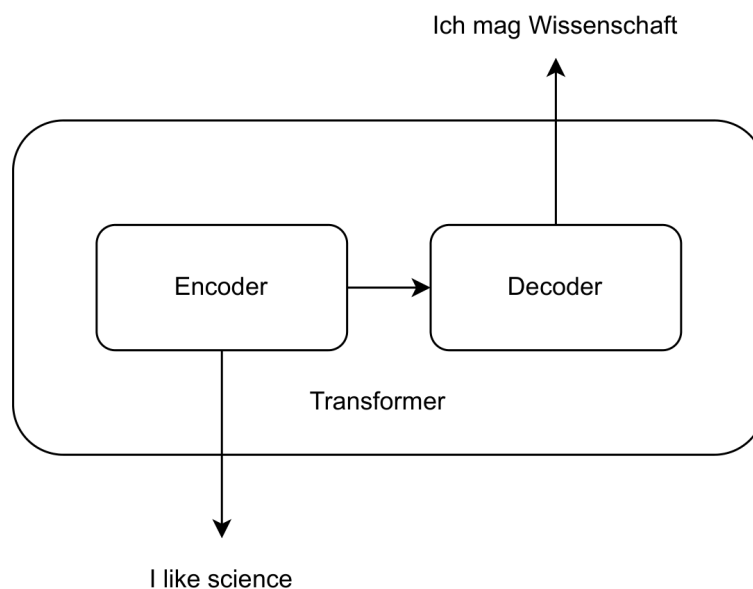 Ich mag Wissenschaft
Encoder
Decoder
Transformer
I like science